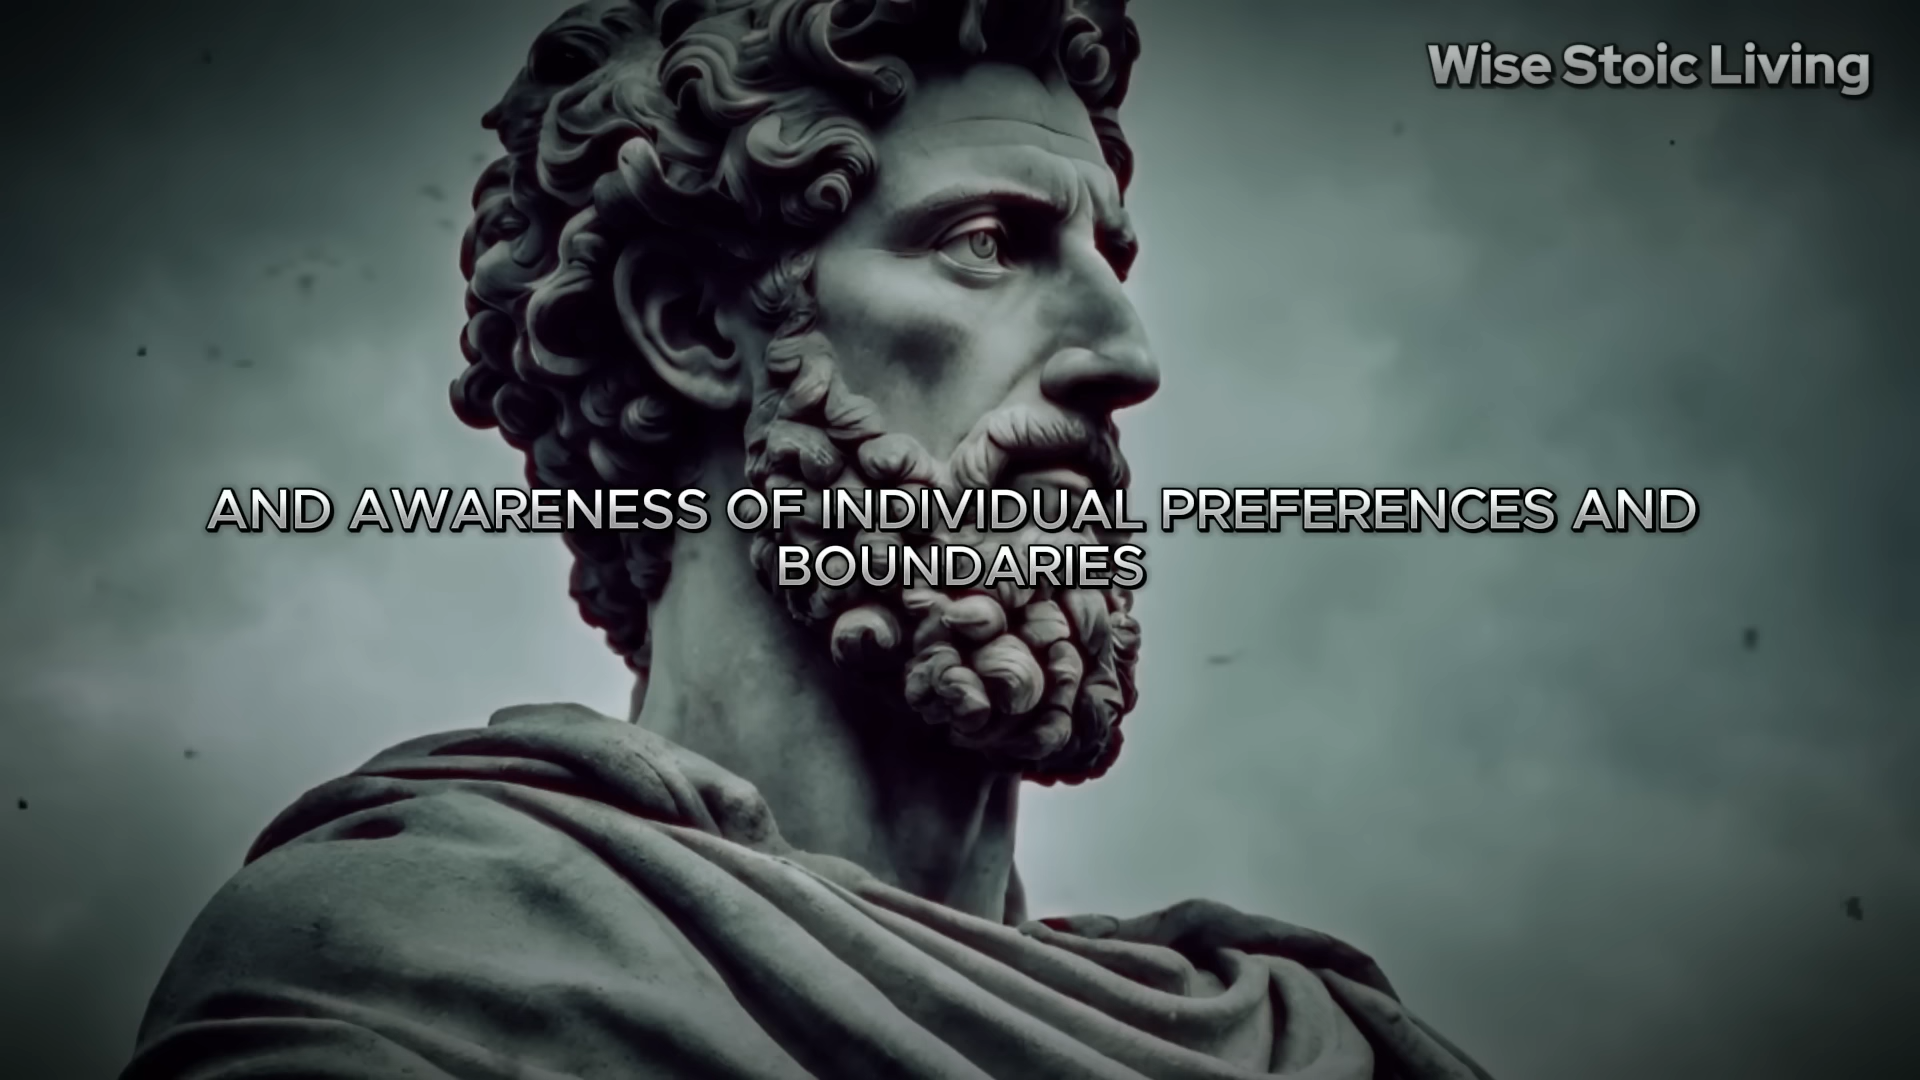 Wise Stoic Living
AND AWARENESS OF INDIVIDUAL PREFERENCES AND
BOUNDARIES